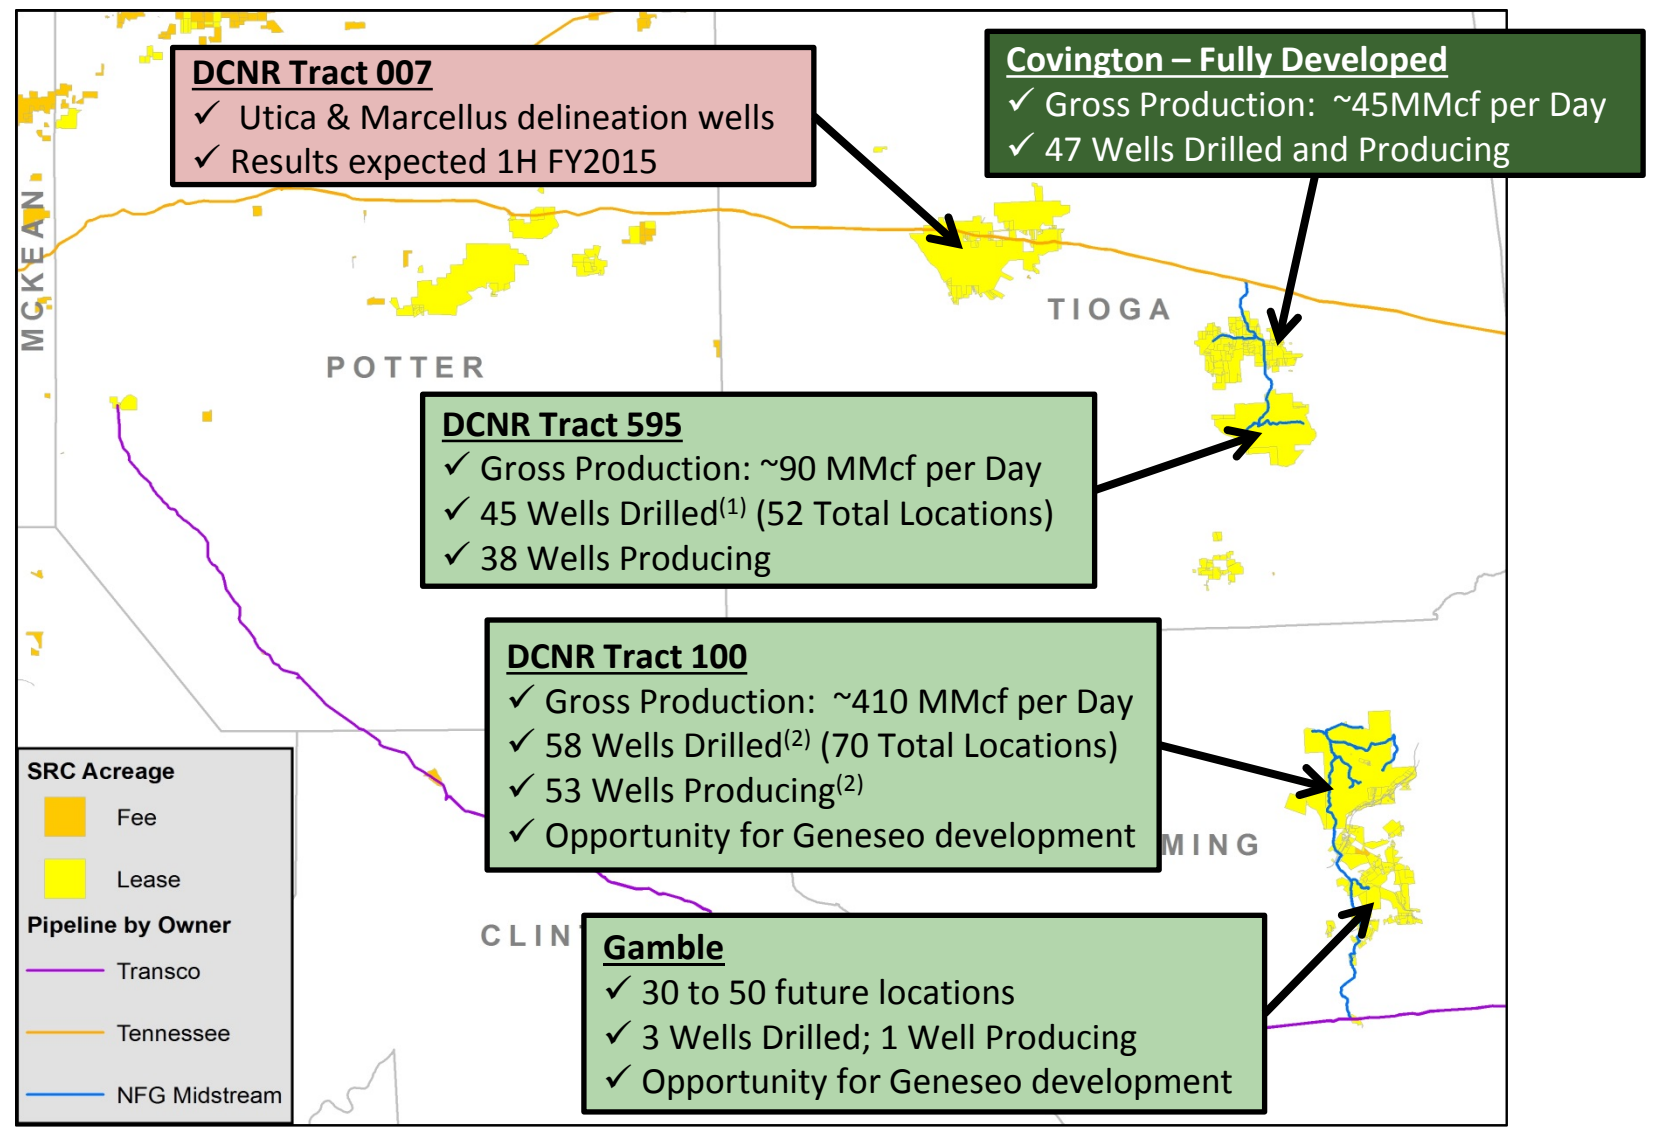 DCNR Tract 007
✓ Utica & Marcellus delineation wells
✓ Results expected 1H FY2015
Covington – Fully Developed
✓ Gross Production: ~45MMcf per Day
✓ 47 Wells Drilled and Producing
MCKEAN
TIOGA
POTTER
DCNR Tract 595
✓ Gross Production: ~90 MMcf per Day
✓ 45 Wells Drilled(1) (52 Total Locations)
✓ 38 Wells Producing
DCNR Tract 100
✓ Gross Production: ~410 MMcf per Day
✓ 58 Wells Drilled(2) (70 Total Locations)
✓ 53 Wells Producing(2)
✓ Opportunity for Geneseo development
MING
CLIN
Gamble
✓ 30 to 50 future locations
✓ 3 Wells Drilled; 1 Well Producing
✓ Opportunity for Geneseo development
SRC Acreage
Fee
Lease
Pipeline by Owner
Transco
Tennessee
NFG Midstream